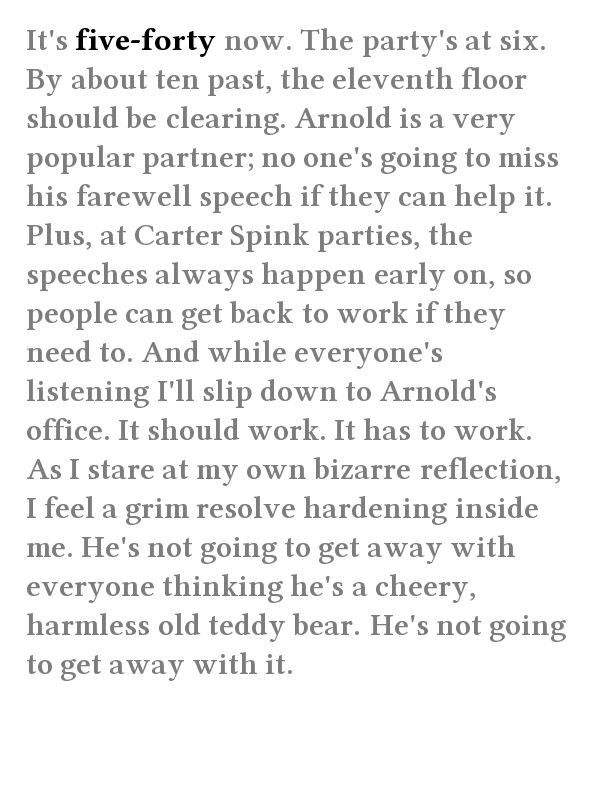 It's five-forty now. The party's at six.
By about ten past, the eleventh floor
should be clearing. Arnold is a very
popular partner; no one's going to miss
his farewell speech if they can help it.
Plus, at Carter Spink parties, the
speeches always happen early on, so
people can get back to work if they
need to. And while everyone's
listening I'll slip down to Arnold's
office. It should work. It has to work.
As I stare at my own bizarre reflection,
I feel a grim resolve hardening inside
me. He's not going to get away with
everyone thinking he's a cheery,
harmless old teddy bear. He's not going
to get away with it.